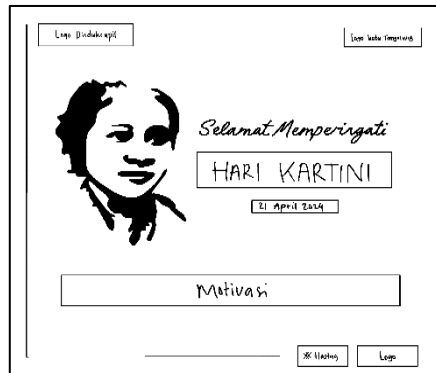 Logo Disdukcapil
Logo Kota Tangerang
Selamat Memperingati
HARI KARTINI
21 April 2024
Motivasi
Logo